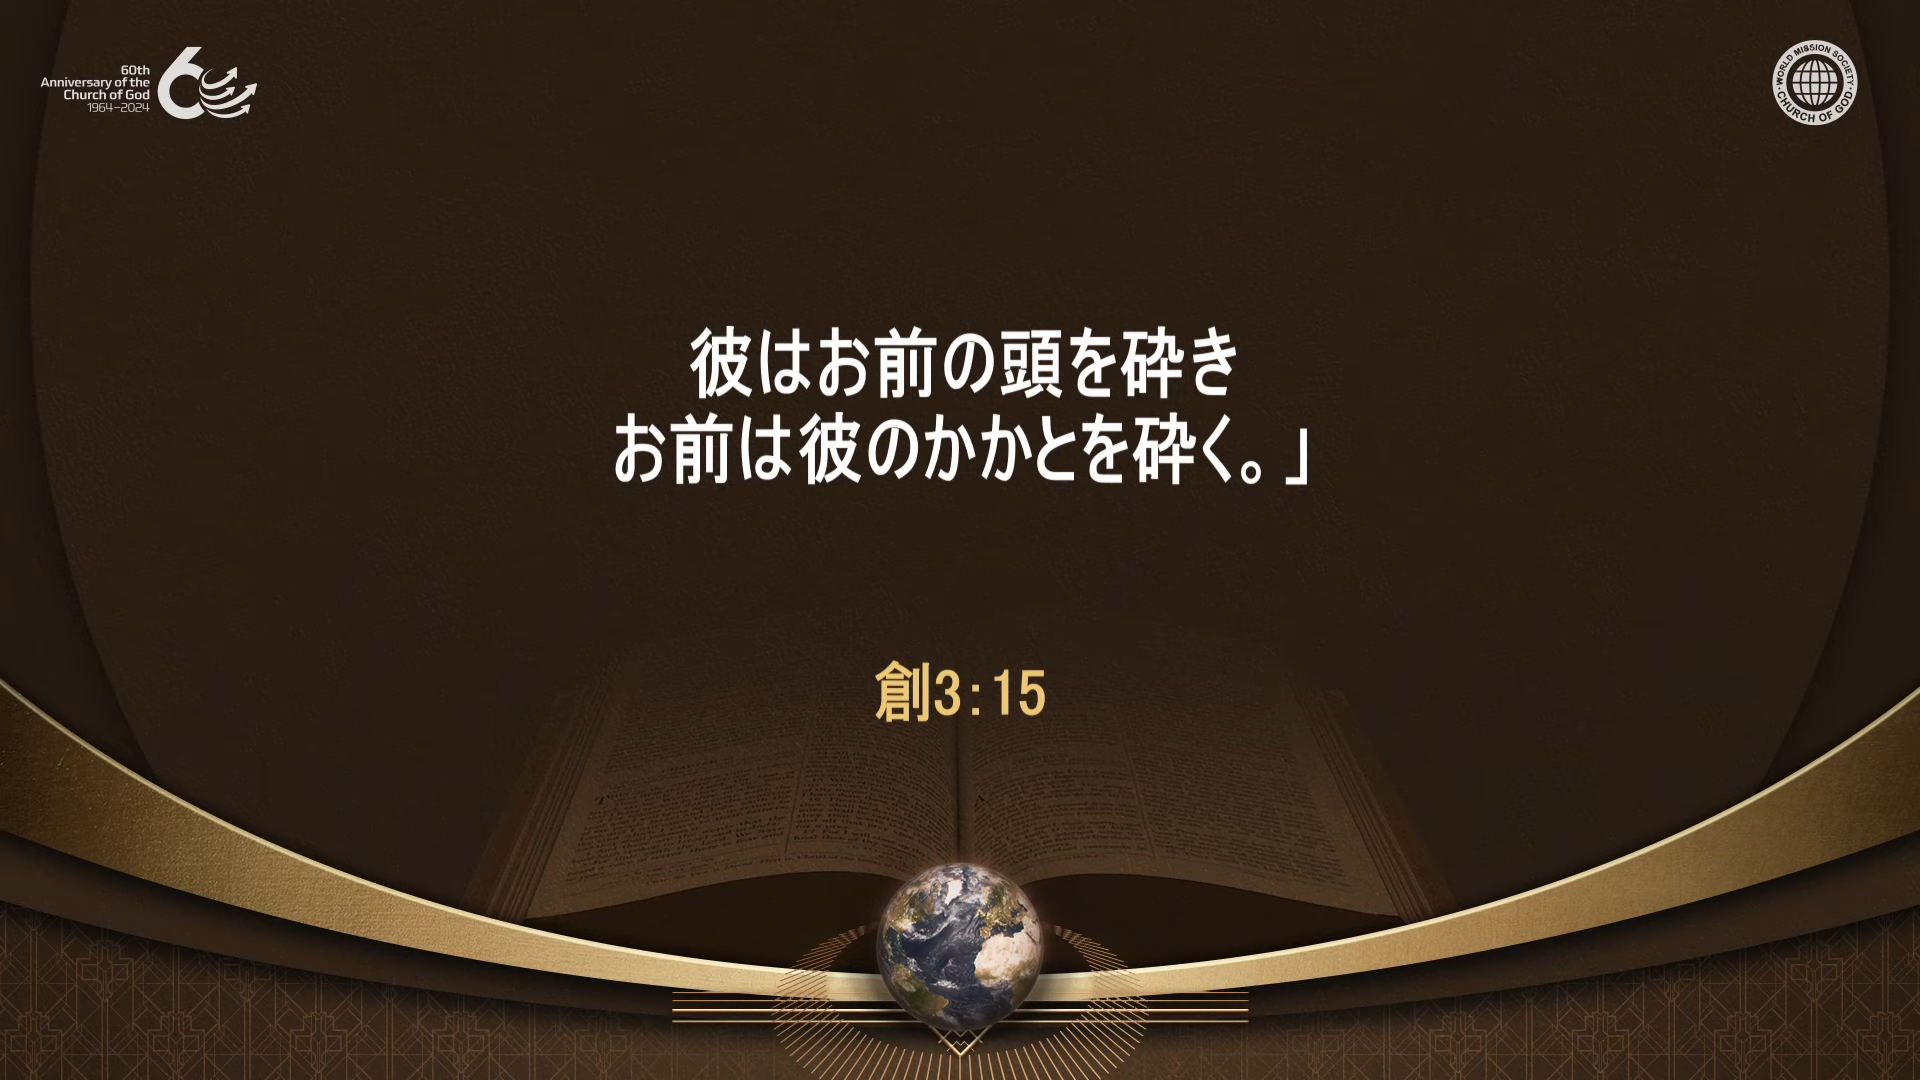 60th
Anniversary of the
Church of God
1964–2024
WORLD MISSION SOCIETY
CHURCH OF GOD
彼はお前の頭を砕き
お前は彼のかかとを砕く。」
創3:15